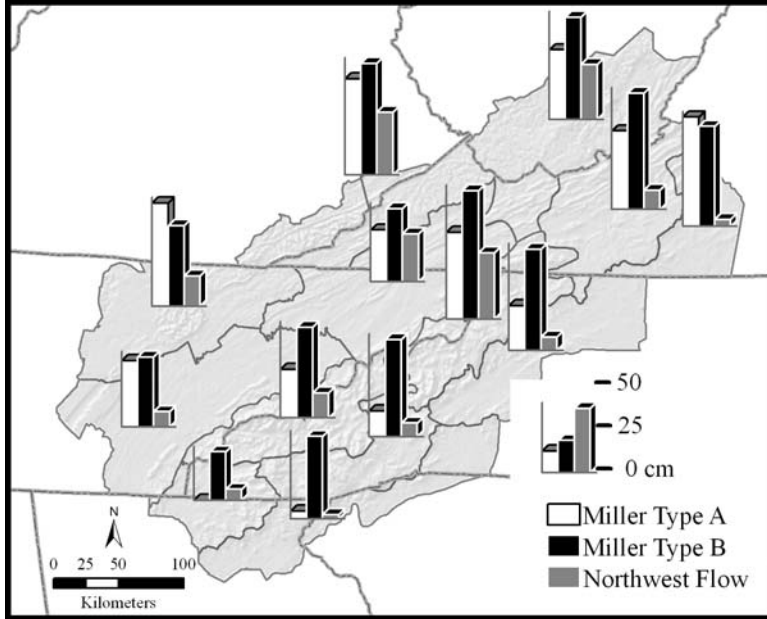 50
25
0 cm
N
0 25 50 100
Kilometers
Miller Type A
Miller Type B
Northwest Flow